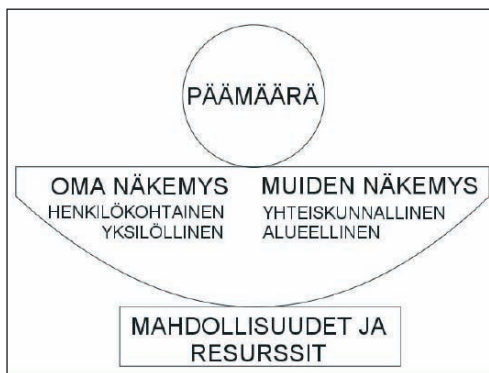 PÄÄMÄÄRÄ
OMA NÄKEMYS
HENKILÖKOHTAINEN
YKSILÖLLINEN
MUIDEN NÄKEMYS
YHTEISKUNNALLINEN
ALUEELLINEN
MAHDOLLISUUDET JA
RESURSSIT